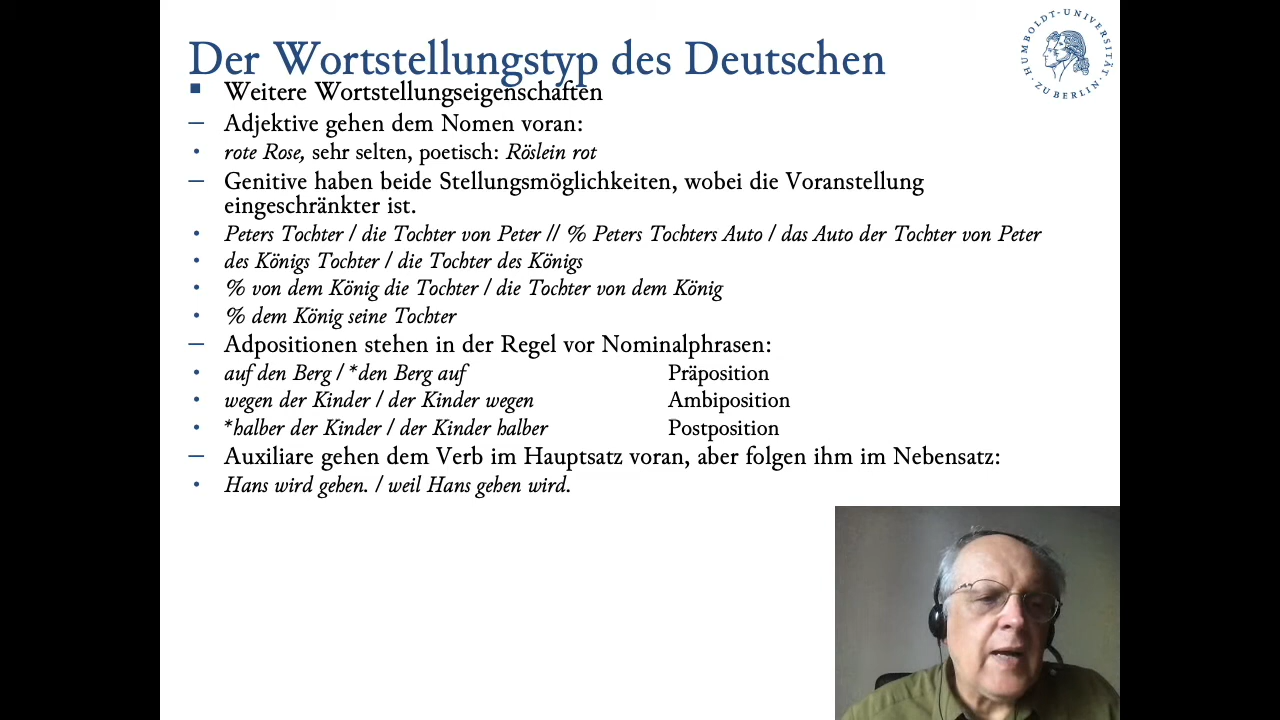 HUMBOLDT-UNIVERSITÄT
ZU BERLIN
Der Wortstellungstyp des Deutschen
▪ Weitere Wortstellungseigenschaften
– Adjektive gehen dem Nomen voran:
• rote Rose, sehr selten, poetisch: Röslein rot
– Genitive haben beide Stellungsmöglichkeiten, wobei die Voranstellung
eingeschränkter ist.
• Peters Tochter / die Tochter von Peter // % Peters Tochters Auto / das Auto der Tochter von Peter
• des Königs Tochter / die Tochter des Königs
• % von dem König die Tochter / die Tochter von dem König
• % dem König seine Tochter
– Adpositionen stehen in der Regel vor Nominalphrasen:
• auf den Berg / *den Berg auf Präposition
• wegen der Kinder / der Kinder wegen Ambiposition
• *halber der Kinder / der Kinder halber Postposition
– Auxiliare gehen dem Verb im Hauptsatz voran, aber folgen ihm im Nebensatz:
• Hans wird gehen. / weil Hans gehen wird.